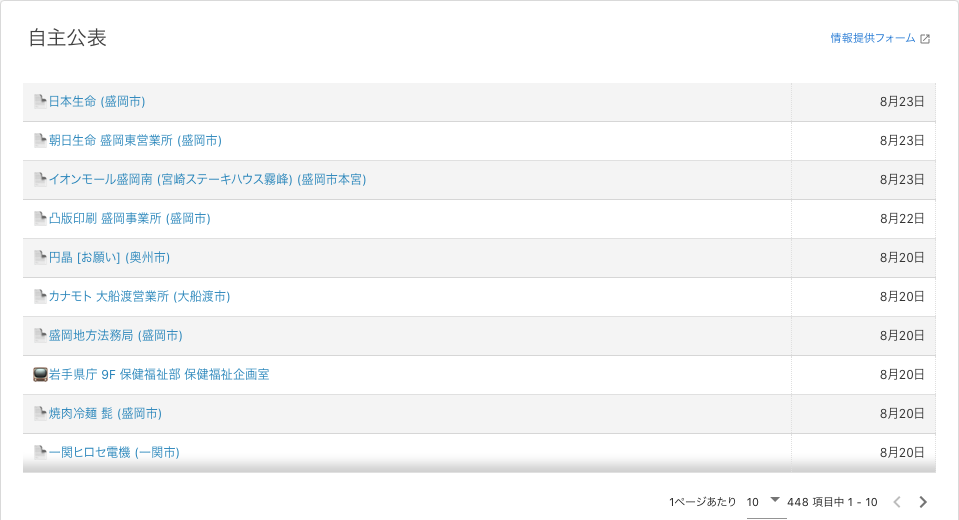 自主公表
情報提供フォーム
日本生命 (盛岡市) 8月23日
朝日生命 盛岡東営業所 (盛岡市) 8月23日
イオンモール盛岡南 (宮崎ステーキハウス霧峰) (盛岡市本宮) 8月23日
凸版印刷 盛岡事業所 (盛岡市) 8月22日
円晶 [お願い] (奥州市) 8月20日
カナモト 大船渡営業所 (大船渡市) 8月20日
盛岡地方法務局 (盛岡市) 8月20日
岩手県庁 9F 保健福祉部 保健福祉企画室 8月20日
焼肉冷麺 髭 (盛岡市) 8月20日
一関ヒロセ電機 (一関市) 8月20日
1ページあたり 10 448 項目中 1 - 10